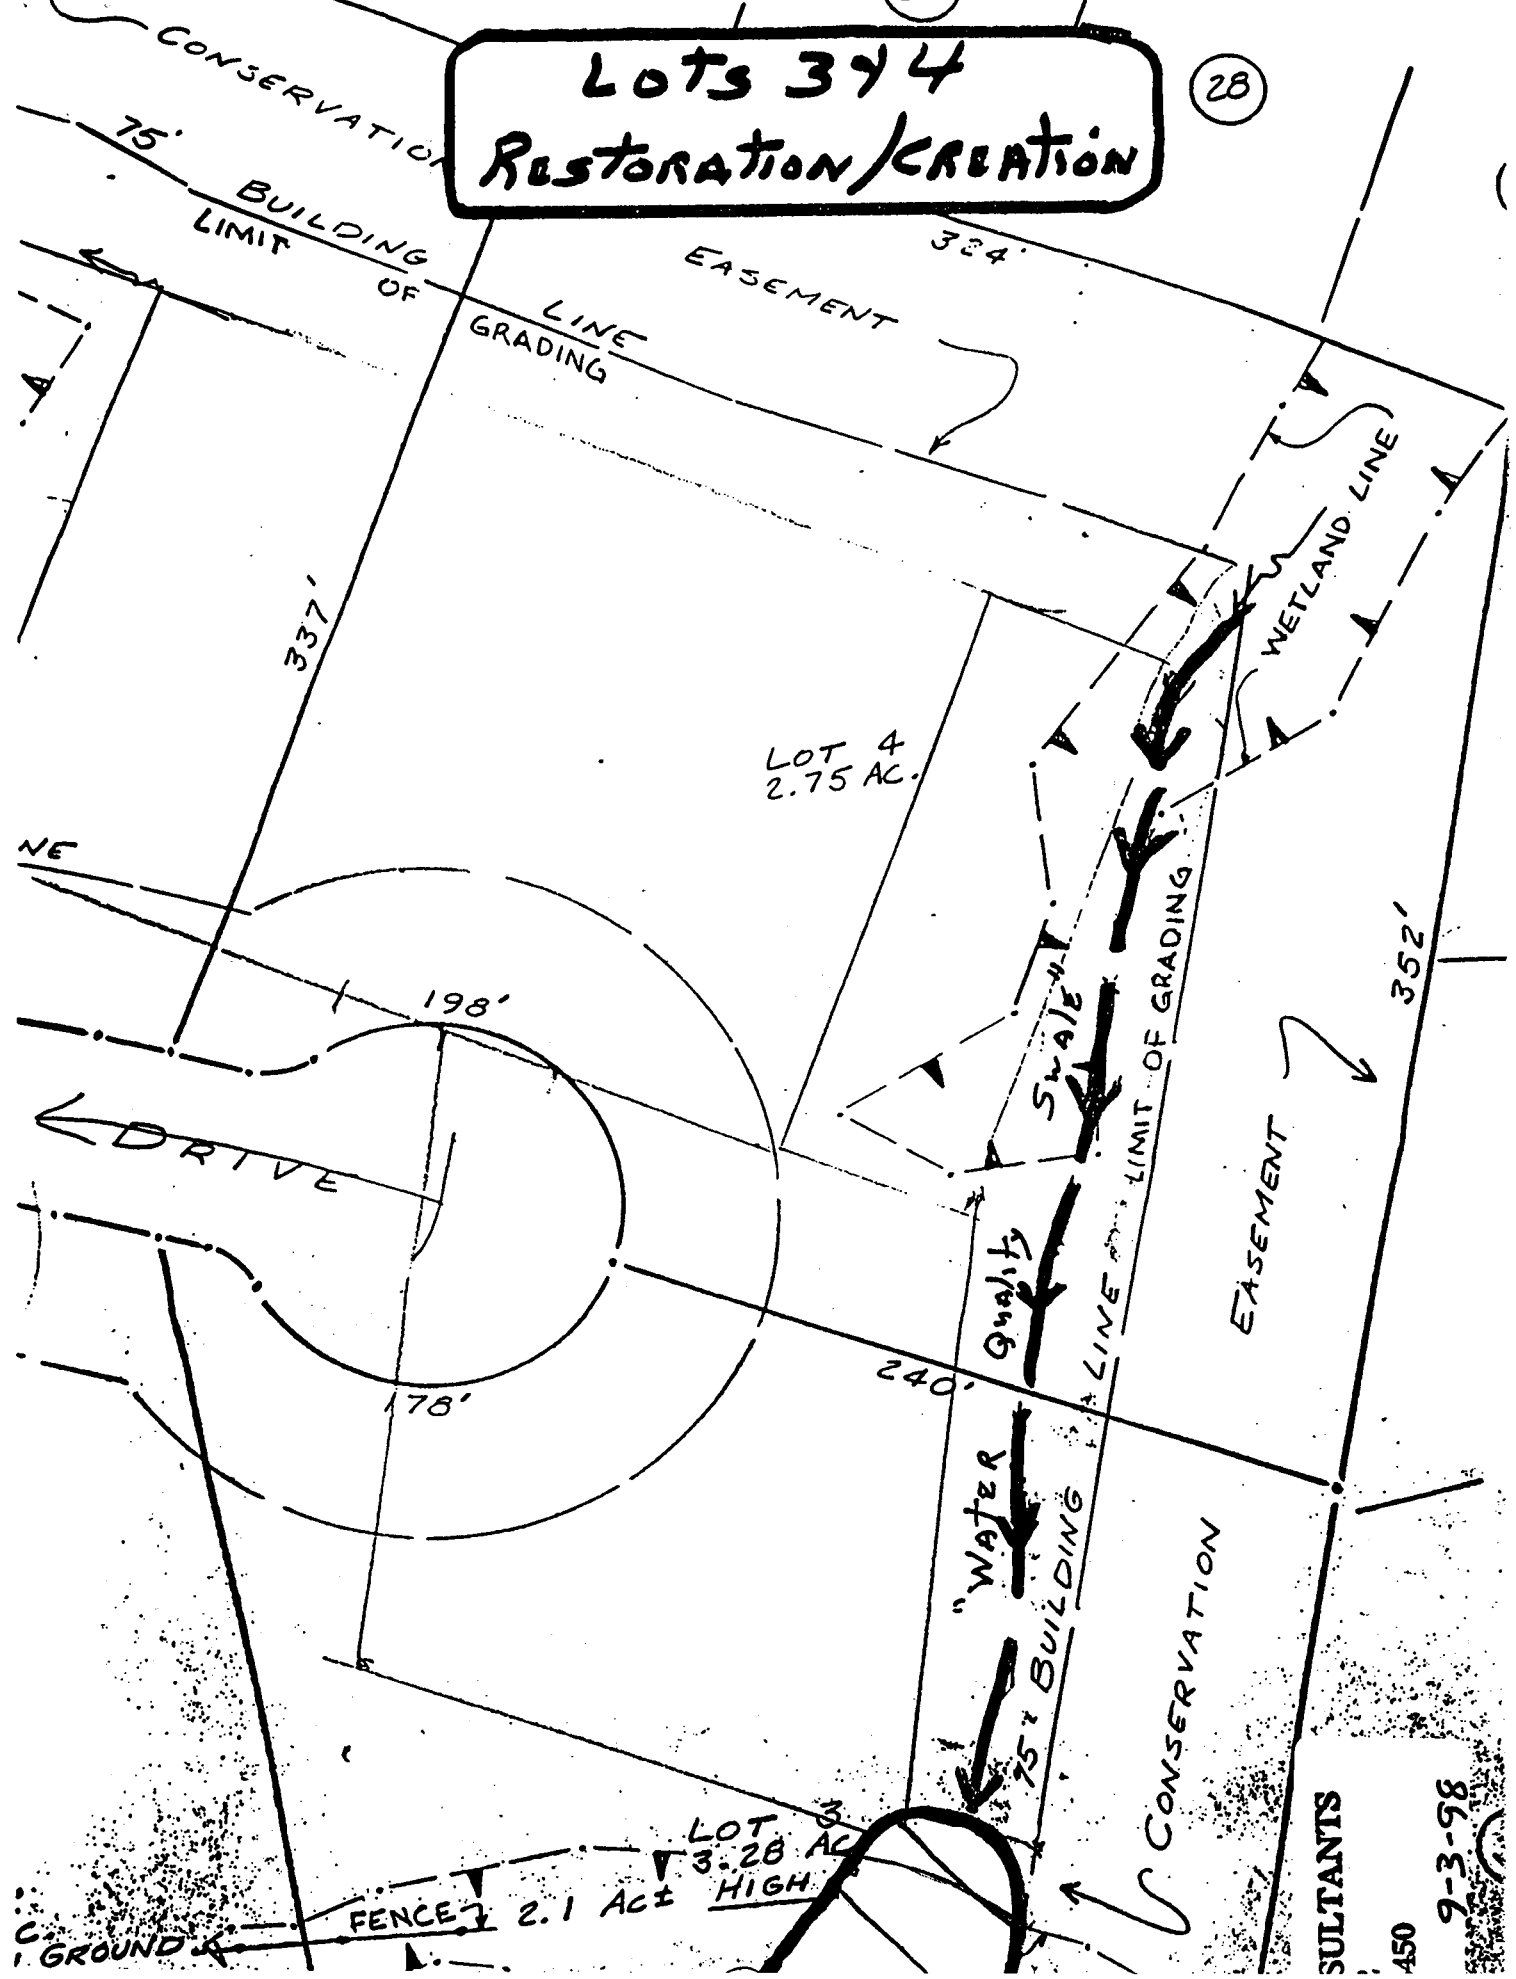 Lots 3 & 4
Restoration/Creation
28
CONSERVATION
75'
BUILDING
LIMIT
OF
LINE
GRADING
EASEMENT
324'
WETLAND LINE
337'
LOT 4
2.75 AC.
NE
198'
DRIVE
178'
352'
LIMIT OF GRADING
EASEMENT
240'
"Water Quality Swale"
75' BUILDING LINE
CONSERVATION
LOT 3
3.28 AC
HIGH
2.1 Ac±
FENCE
GROUND
SULTANTS
450
9-3-98